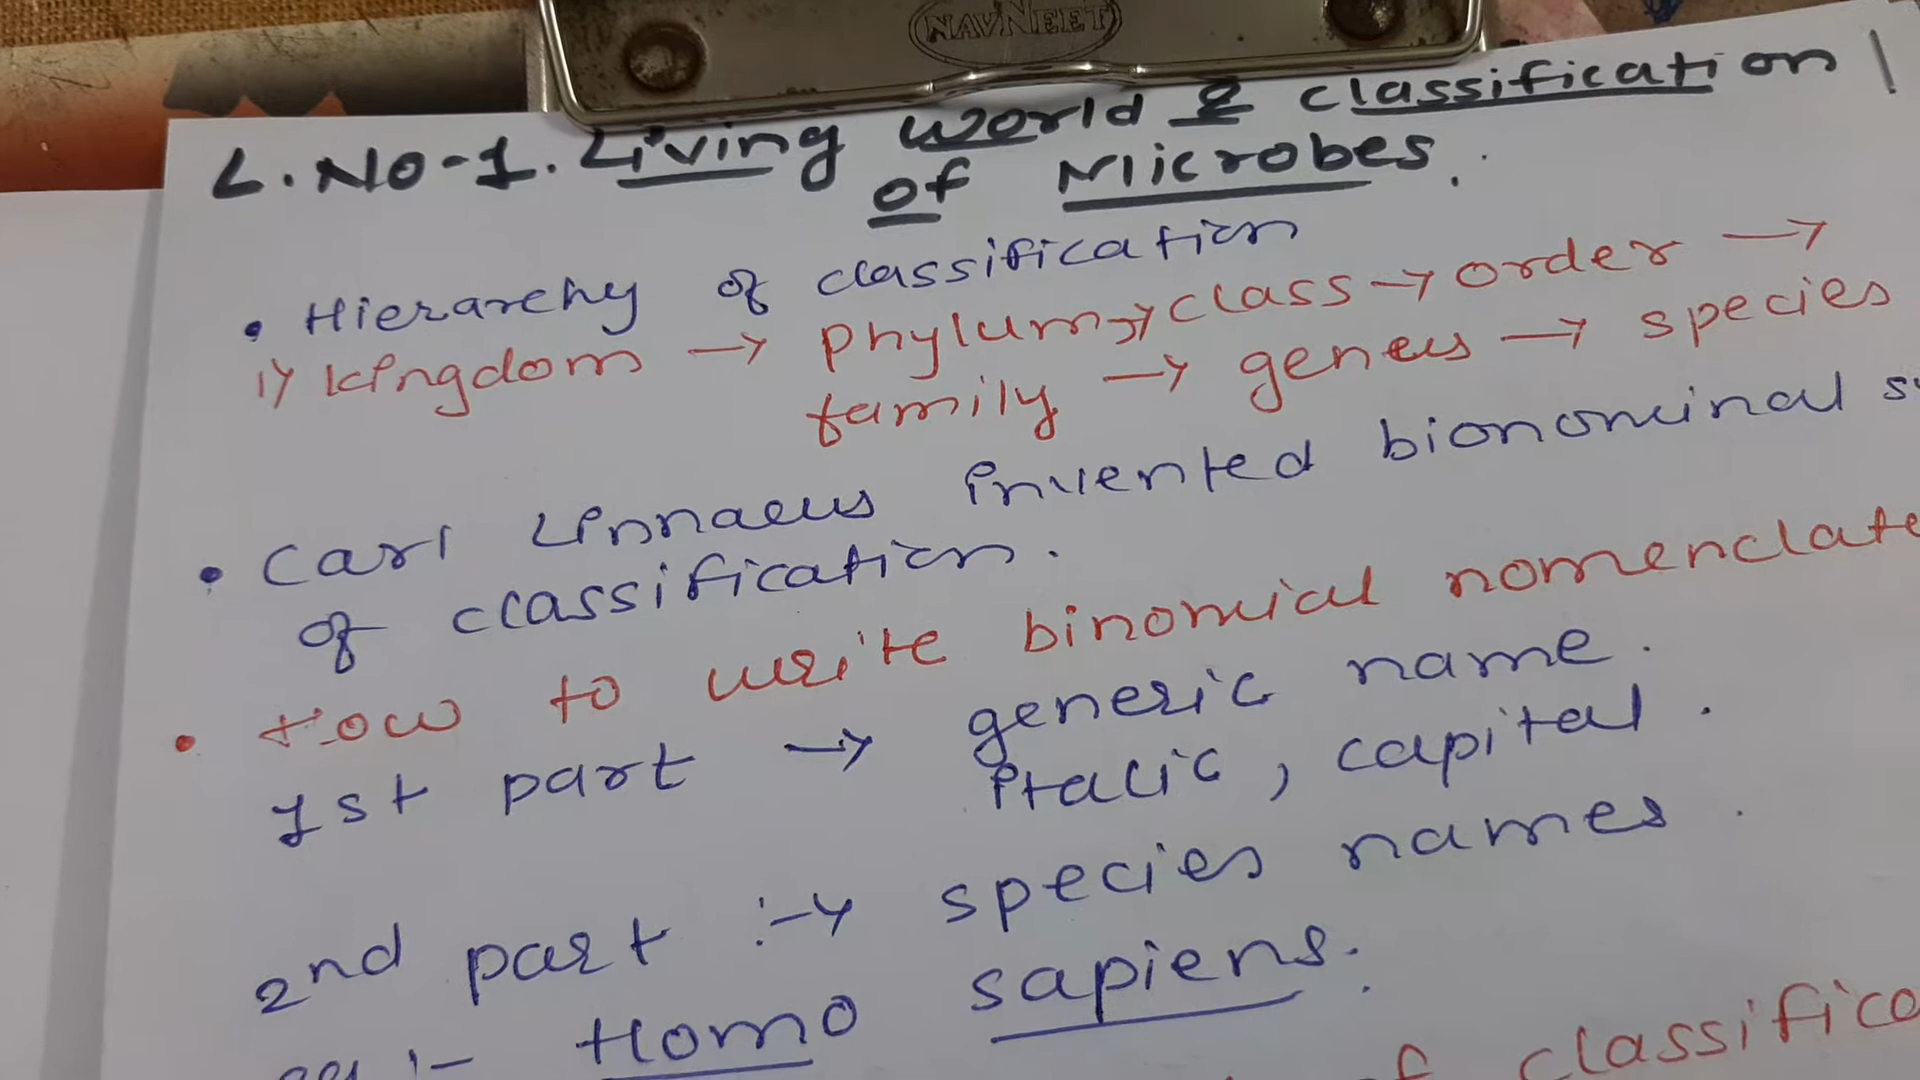 NAVNEET
L. No-1. Living world & classification
of Microbes.
• Hierarchy of classification
1) kingdom → phylum → class → order →
family → genus → species
• Carl Linnaeus invented bionominal
of classification.
• How to write binomial
1st part → generic name.
italic, capital.
2nd part :→ species names
:- Homo sapiens.
of